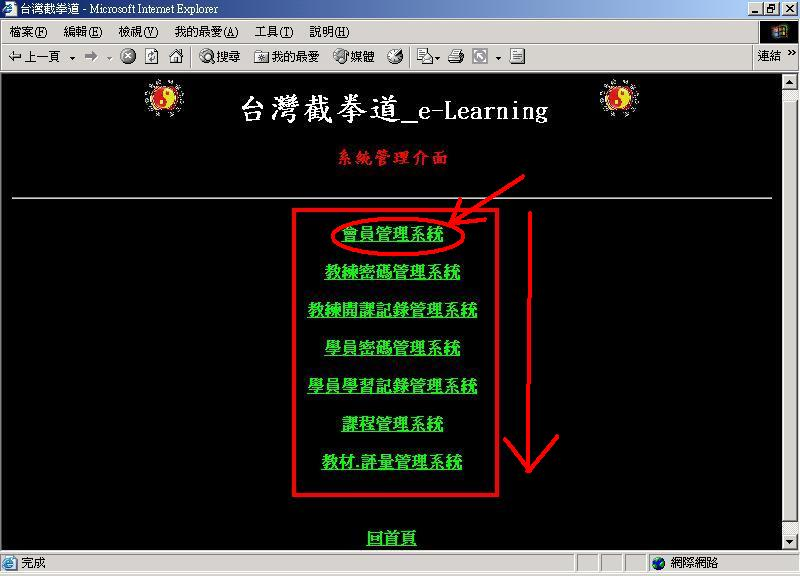 台灣截拳道 - Microsoft Internet Explorer
檔案(F) 編輯(E) 檢視(V) 我的最愛(A) 工具(T) 說明(H)
上一頁 搜尋 我的最愛 媒體 連結 »
台灣截拳道_e-Learning
系統管理介面
會員管理系統
教練密碼管理系統
教練開課記錄管理系統
學員密碼管理系統
學員學習記錄管理系統
課程管理系統
教材.評量管理系統
回首頁
完成 網際網路